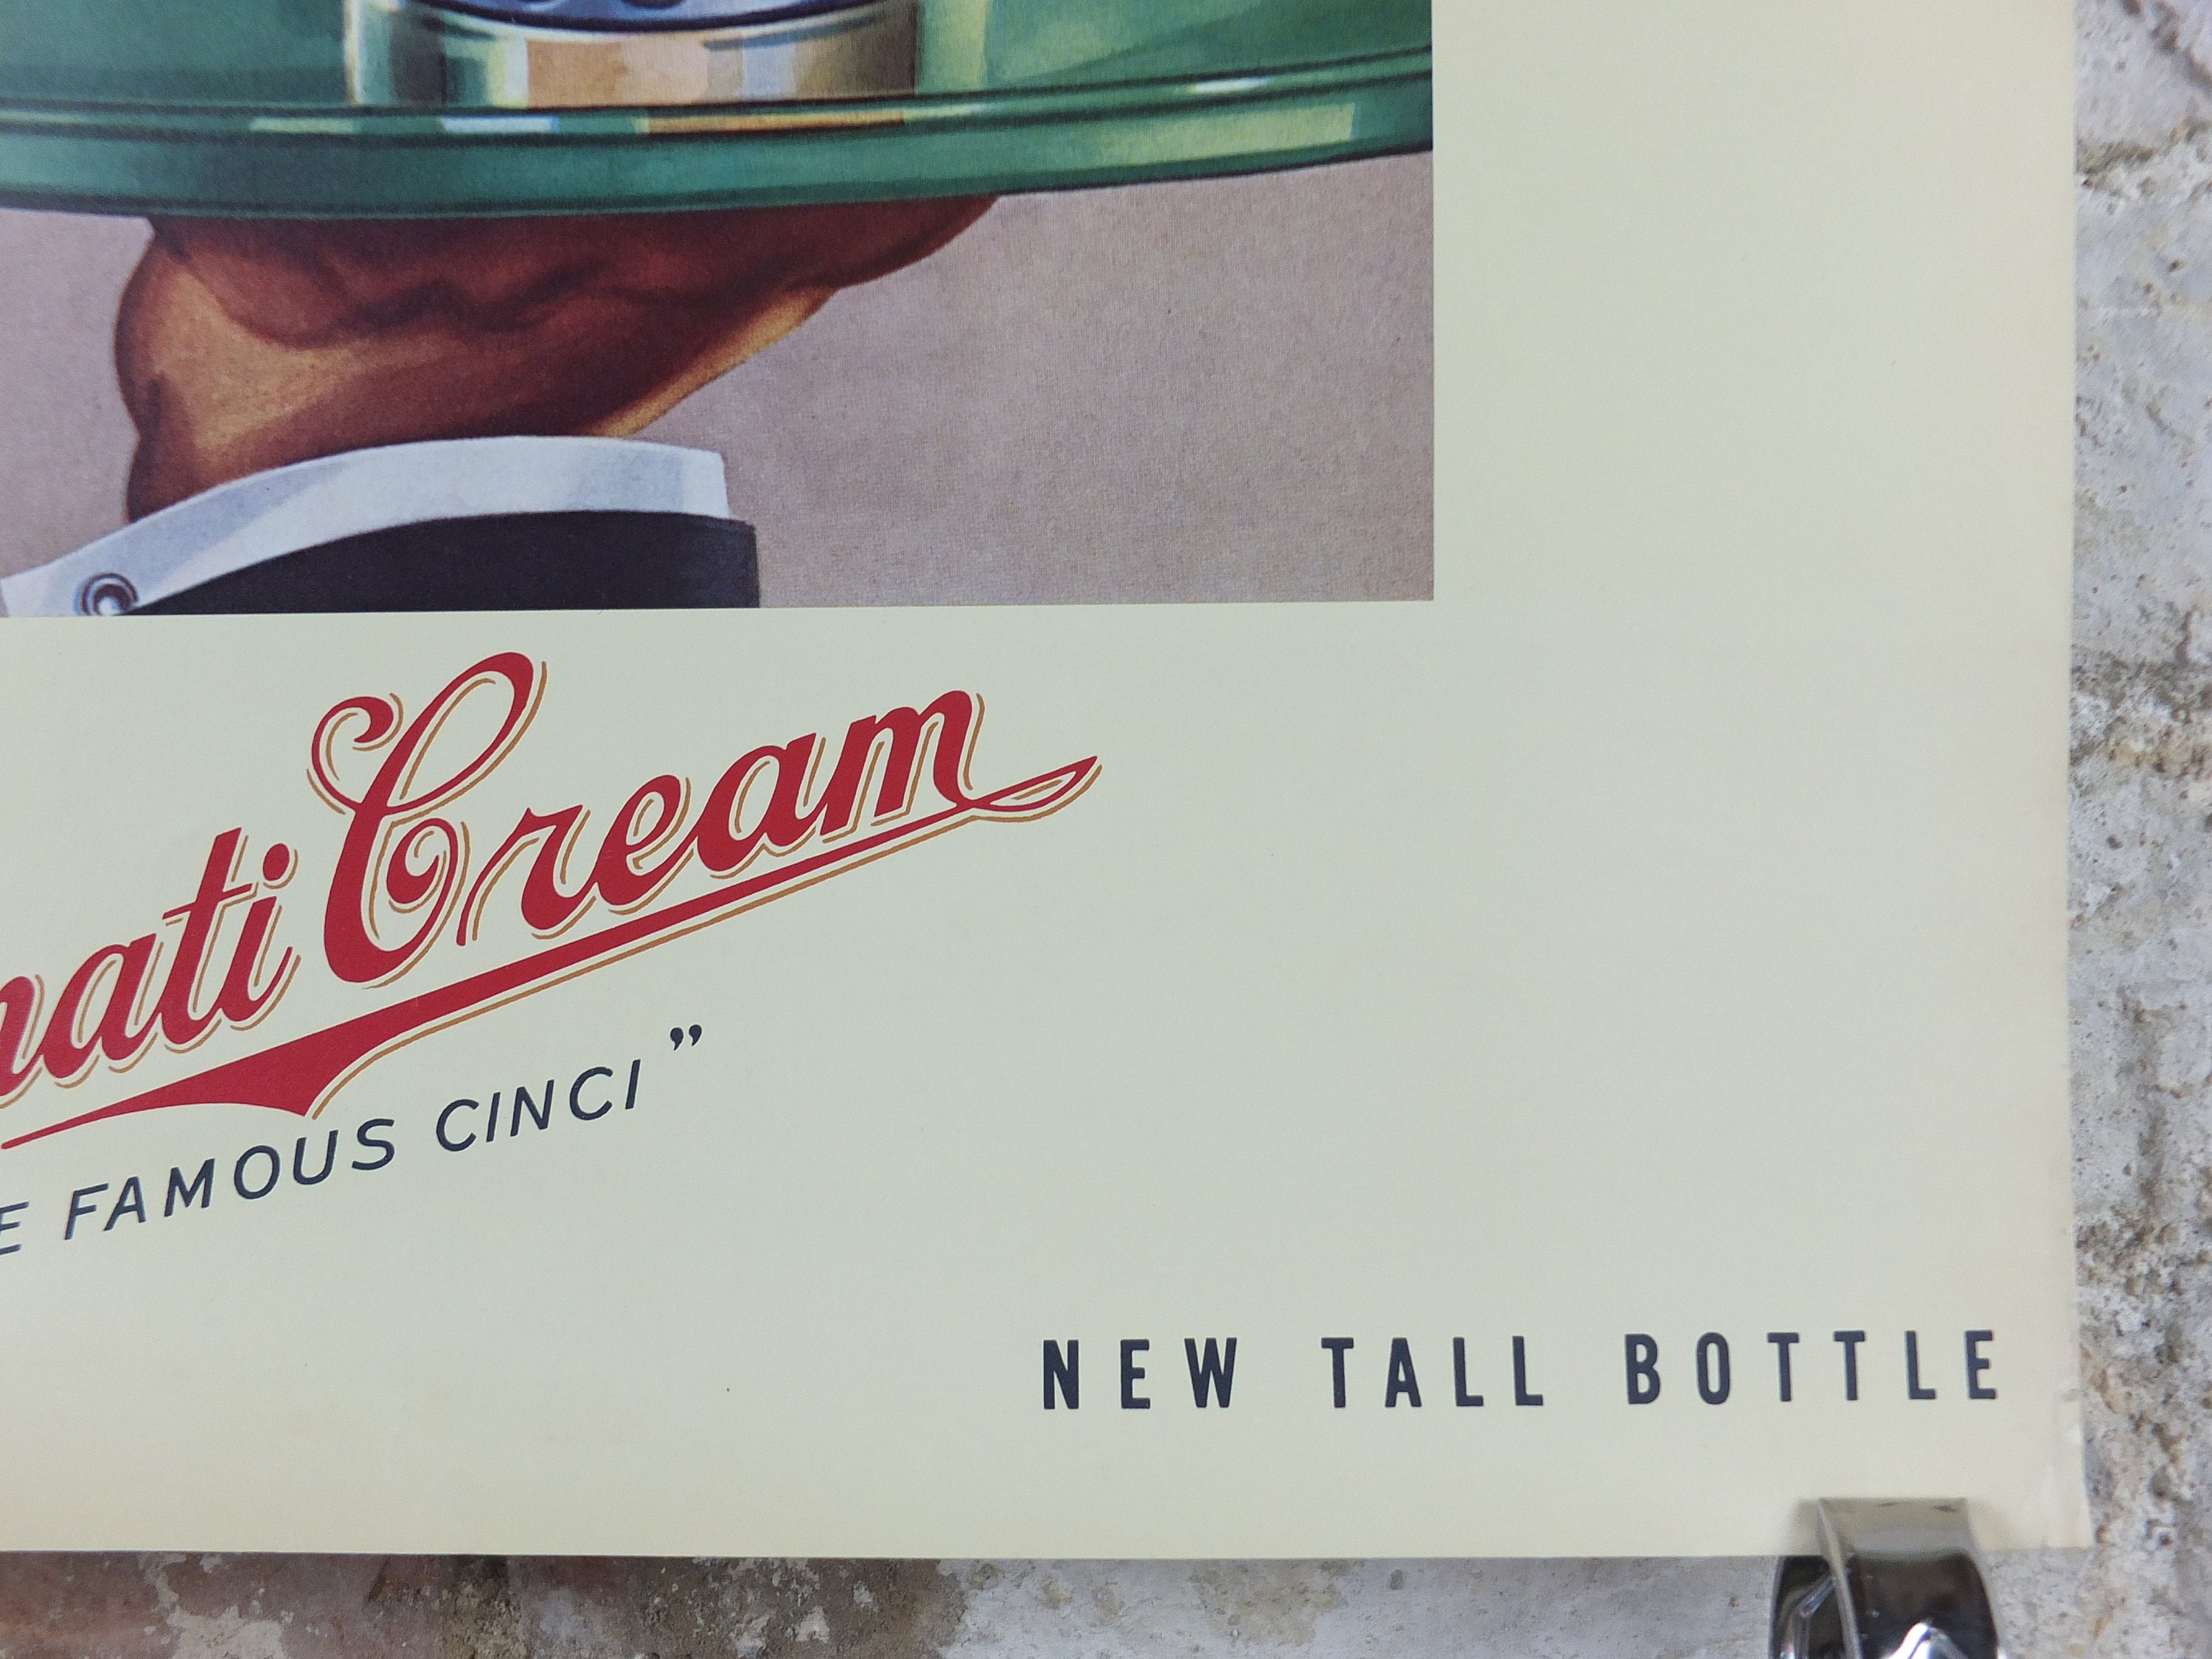 nati Cream
E FAMOUS CINCI”
NEW TALL BOTTLE